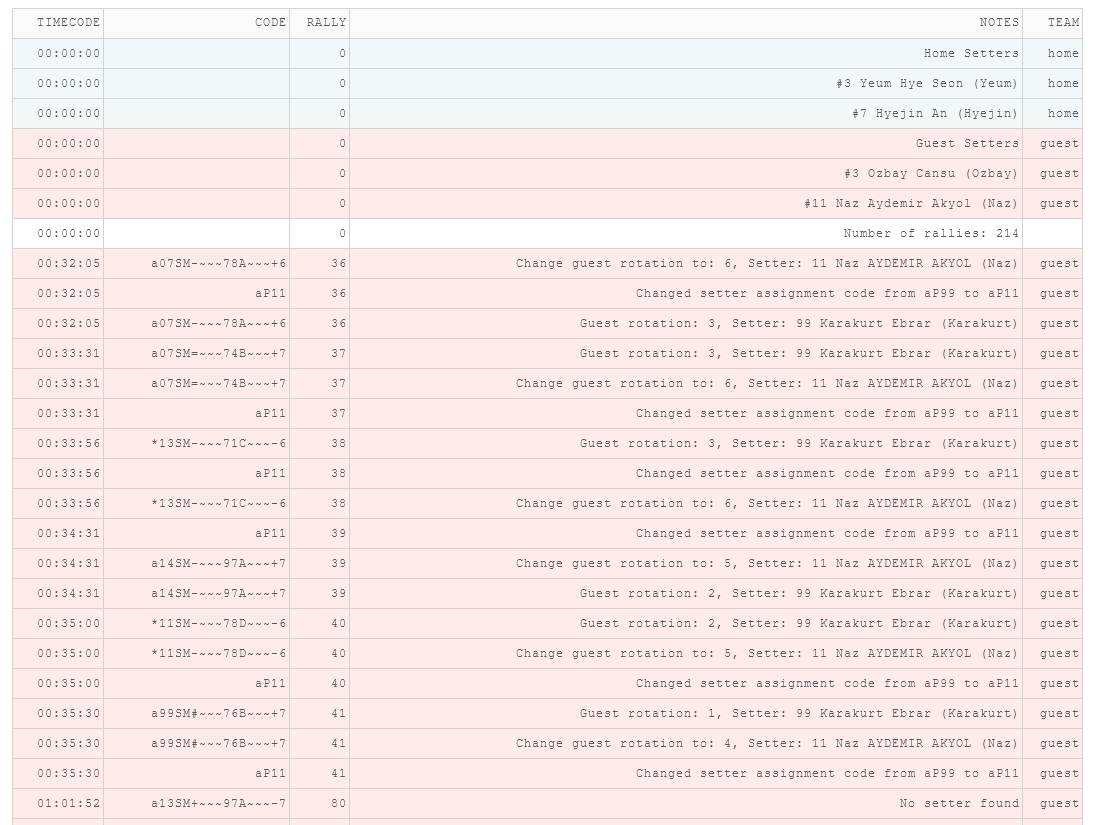 TIMECODE CODE RALLY NOTES TEAM
00:00:00 0 Home Setters home
00:00:00 0 #3 Yeum Hye Seon (Yeum) home
00:00:00 0 #7 Hyejin An (Hyejin) home
00:00:00 0 Guest Setters guest
00:00:00 0 #3 Ozbay Cansu (Ozbay) guest
00:00:00 0 #11 Naz Aydemir Akyol (Naz) guest
00:00:00 0 Number of rallies: 214
00:32:05 a07SM-~~~78A~~~+6 36 Change guest rotation to: 6, Setter: 11 Naz AYDEMIR AKYOL (Naz) guest
00:32:05 aP11 36 Changed setter assignment code from aP99 to aP11 guest
00:32:05 a07SM-~~~78A~~~+6 36 Guest rotation: 3, Setter: 99 Karakurt Ebrar (Karakurt) guest
00:33:31 a07SM=~~~74B~~~+7 37 Guest rotation: 3, Setter: 99 Karakurt Ebrar (Karakurt) guest
00:33:31 a07SM=~~~74B~~~+7 37 Change guest rotation to: 6, Setter: 11 Naz AYDEMIR AKYOL (Naz) guest
00:33:31 aP11 37 Changed setter assignment code from aP99 to aP11 guest
00:33:56 *13SM-~~~71C~~~-6 38 Guest rotation: 3, Setter: 99 Karakurt Ebrar (Karakurt) guest
00:33:56 aP11 38 Changed setter assignment code from aP99 to aP11 guest
00:33:56 *13SM-~~~71C~~~-6 38 Change guest rotation to: 6, Setter: 11 Naz AYDEMIR AKYOL (Naz) guest
00:34:31 aP11 39 Changed setter assignment code from aP99 to aP11 guest
00:34:31 a14SM-~~~97A~~~+7 39 Change guest rotation to: 5, Setter: 11 Naz AYDEMIR AKYOL (Naz) guest
00:34:31 a14SM-~~~97A~~~+7 39 Guest rotation: 2, Setter: 99 Karakurt Ebrar (Karakurt) guest
00:35:00 *11SM-~~~78D~~~-6 40 Guest rotation: 2, Setter: 99 Karakurt Ebrar (Karakurt) guest
00:35:00 *11SM-~~~78D~~~-6 40 Change guest rotation to: 5, Setter: 11 Naz AYDEMIR AKYOL (Naz) guest
00:35:00 aP11 40 Changed setter assignment code from aP99 to aP11 guest
00:35:30 a99SM#~~~76B~~~+7 41 Guest rotation: 1, Setter: 99 Karakurt Ebrar (Karakurt) guest
00:35:30 a99SM#~~~76B~~~+7 41 Change guest rotation to: 4, Setter: 11 Naz AYDEMIR AKYOL (Naz) guest
00:35:30 aP11 41 Changed setter assignment code from aP99 to aP11 guest
01:01:52 a13SM+~~~97A~~~-7 80 No setter found guest